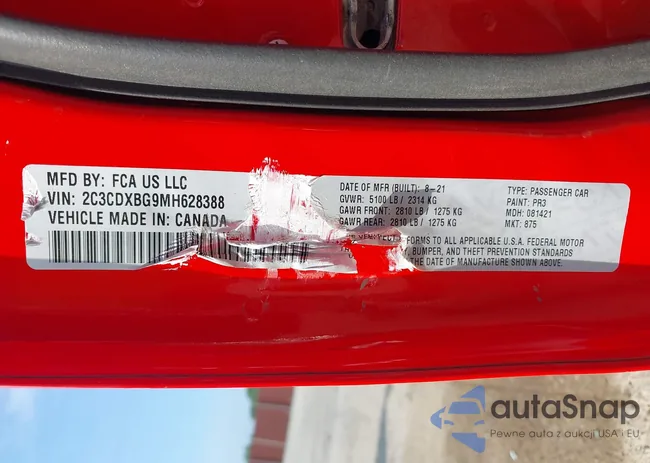 MFD BY: FCA US LLC
VIN: 2C3CDXBG9MH628388
VEHICLE MADE IN: CANADA
DATE OF MFR (BUILT): 8-21
GVWR: 5100 LB / 2314 KG
GAWR FRONT: 2810 LB / 1275 KG
GAWR REAR: 2810 LB / 1275 KG
FORMS TO ALL APPLICABLE U.S.A. FEDERAL MOTOR
Y, BUMPER, AND THEFT PREVENTION STANDARDS
THE DATE OF MANUFACTURE SHOWN ABOVE.
TYPE: PASSENGER CAR
PAINT: PR3
MDH: 081421
MKT: 875
autaSnap
Pewne auta z aukcji USA i EU